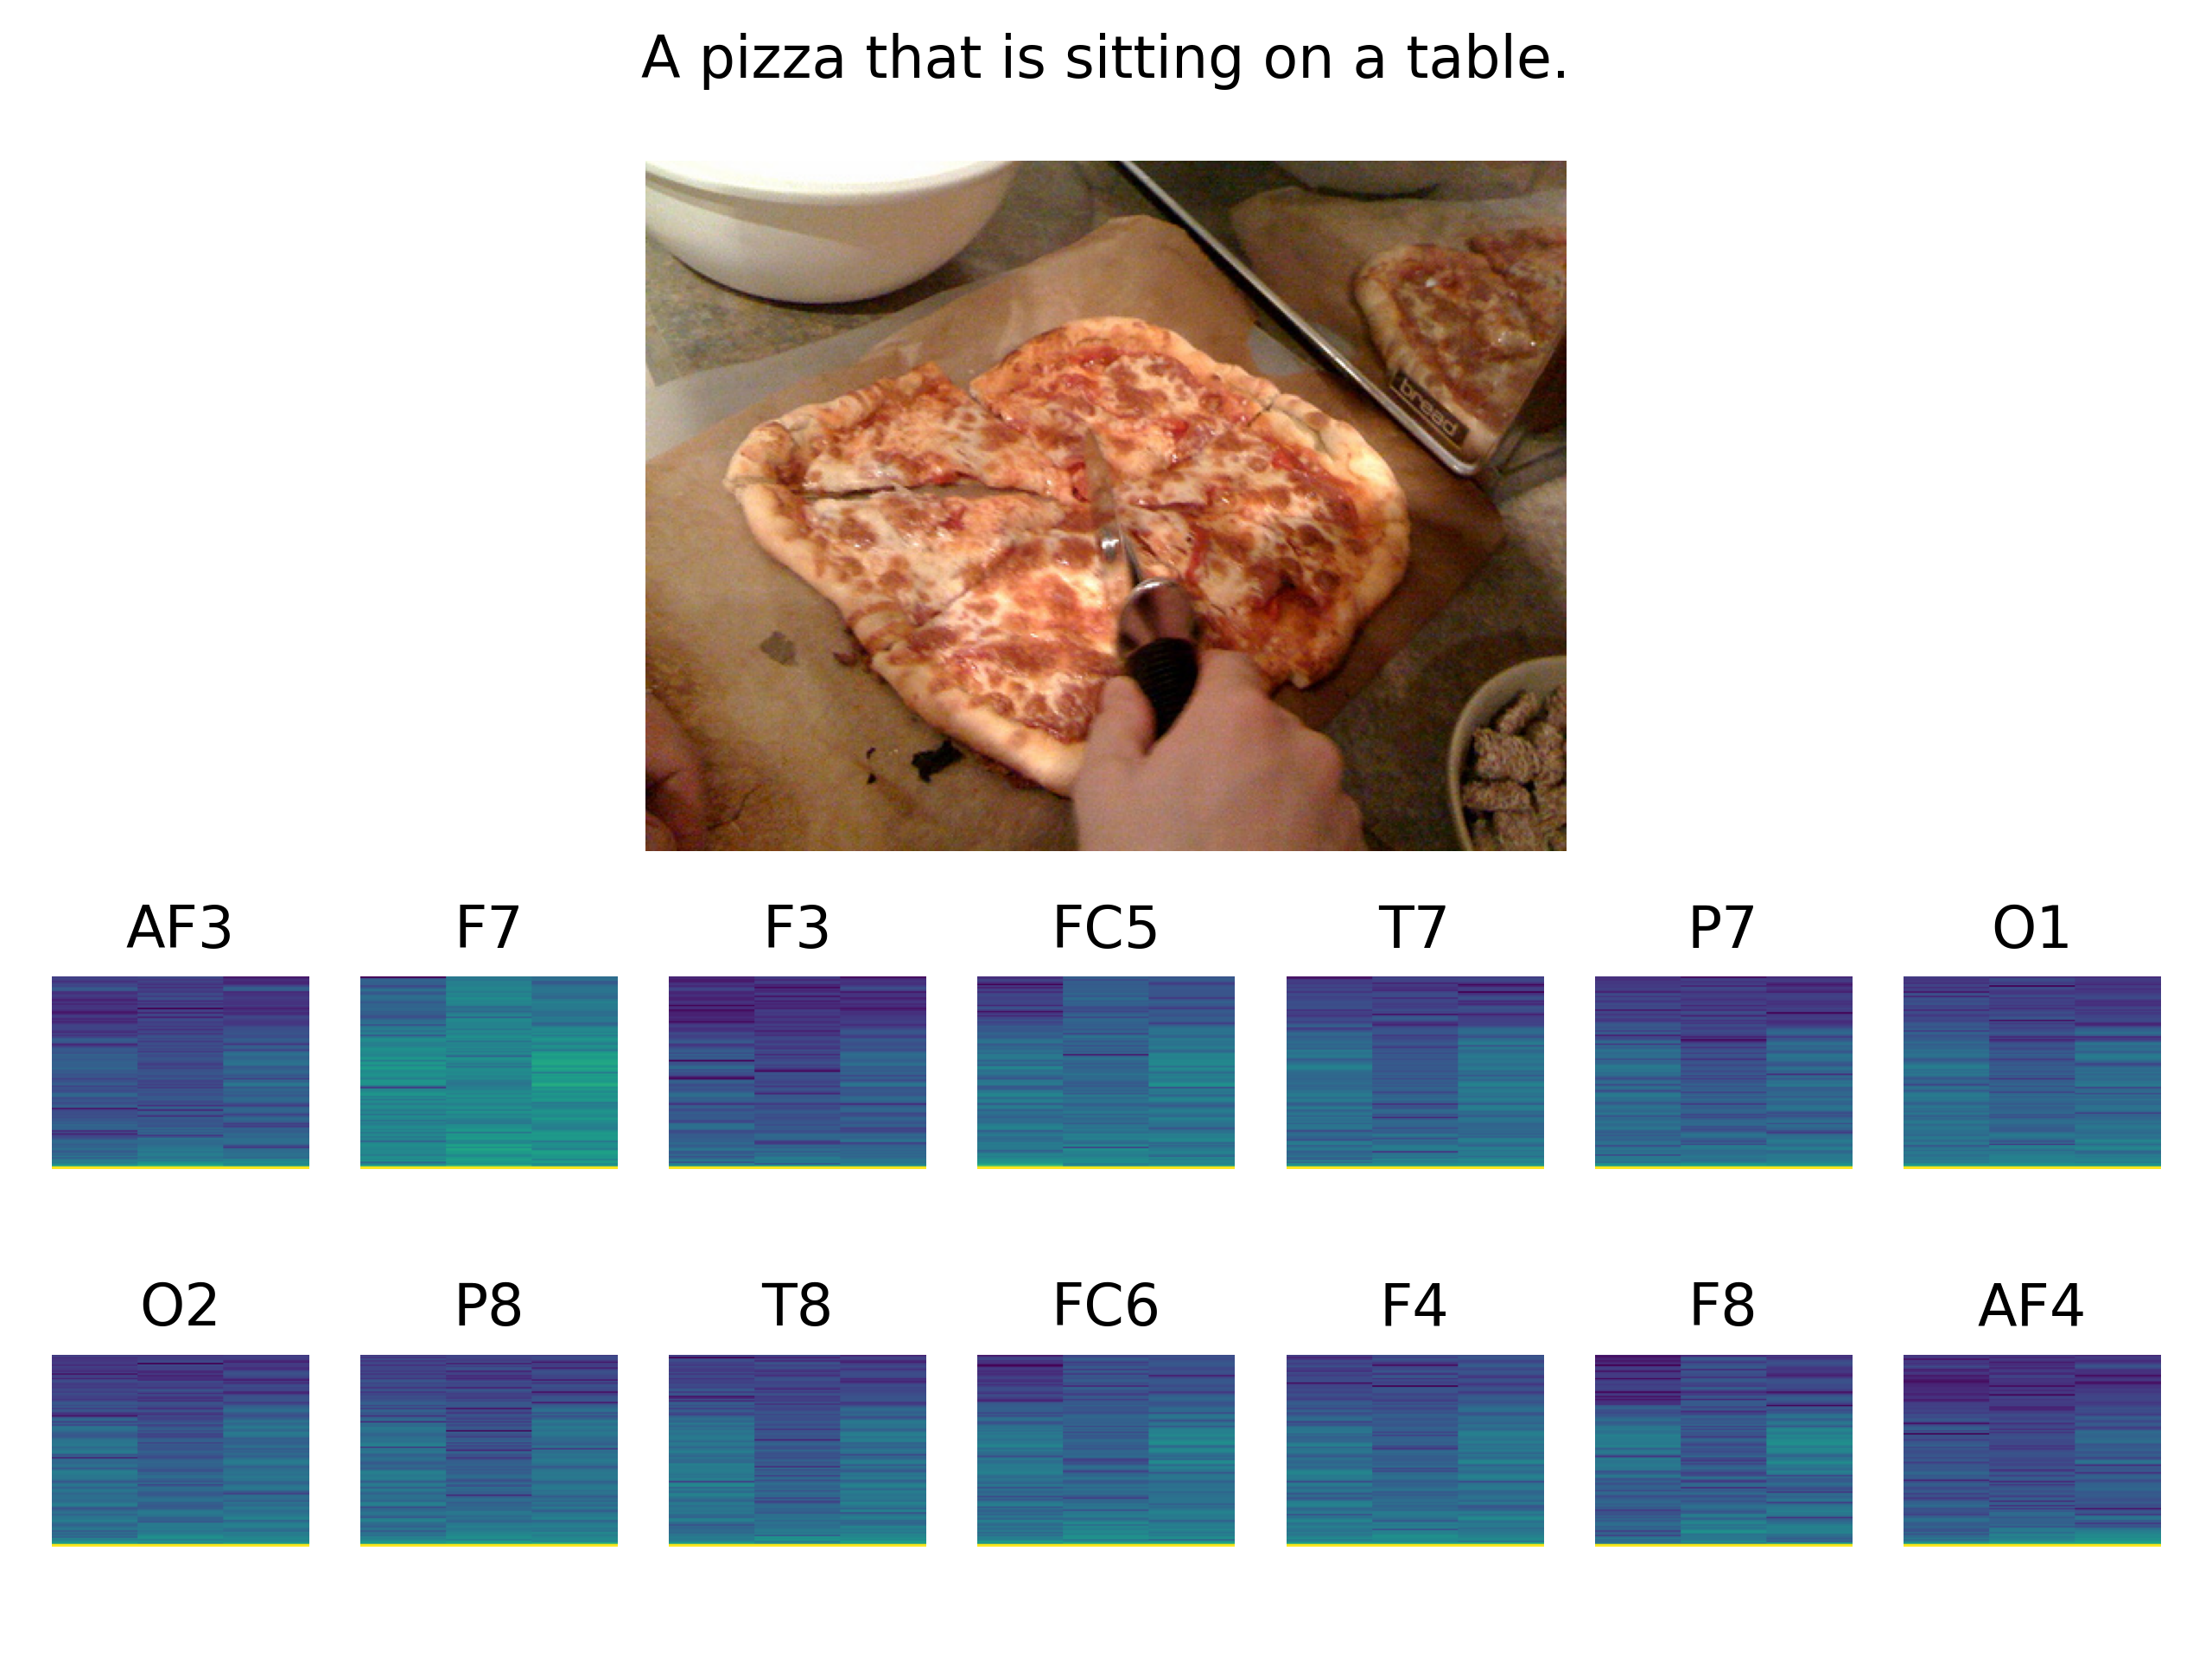 A pizza that is sitting on a table.
bread
AF3 F7 F3 FC5 T7 P7 O1
O2 P8 T8 FC6 F4 F8 AF4